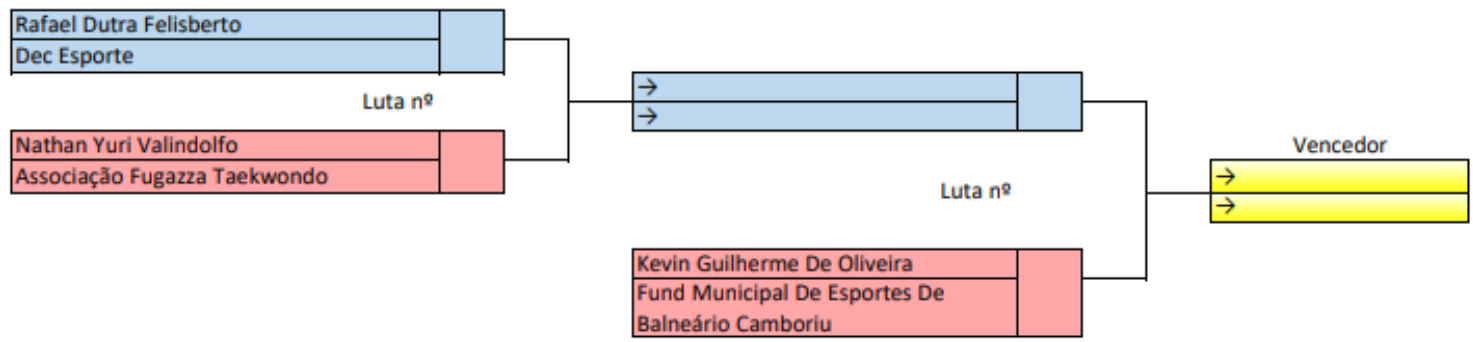 Rafael Dutra Felisberto
Dec Esporte
Luta nº
Nathan Yuri Valindolfo
Associação Fugazza Taekwondo
→
→
Luta nº
Kevin Guilherme De Oliveira
Fund Municipal De Esportes De
Balneário Camboriu
Vencedor
→
→